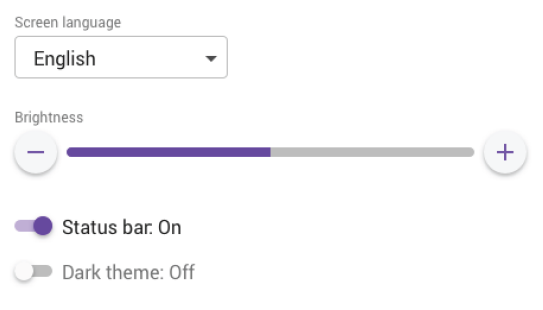 Screen language
English
Brightness
Status bar: On
Dark theme: Off